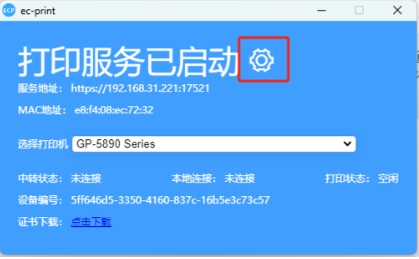 ECP ec-print
打印服务已启动
服务地址： https://192.168.31.221:17521
MAC地址： e8:f4:08:ec:72:32
选择打印机 GP-5890 Series
中转状态： 未连接 本地连接： 未连接 打印状态： 空闲
设备编号： 5ff646d5-3350-4160-837c-16b5e3c73c57
证书下载： 点击下载